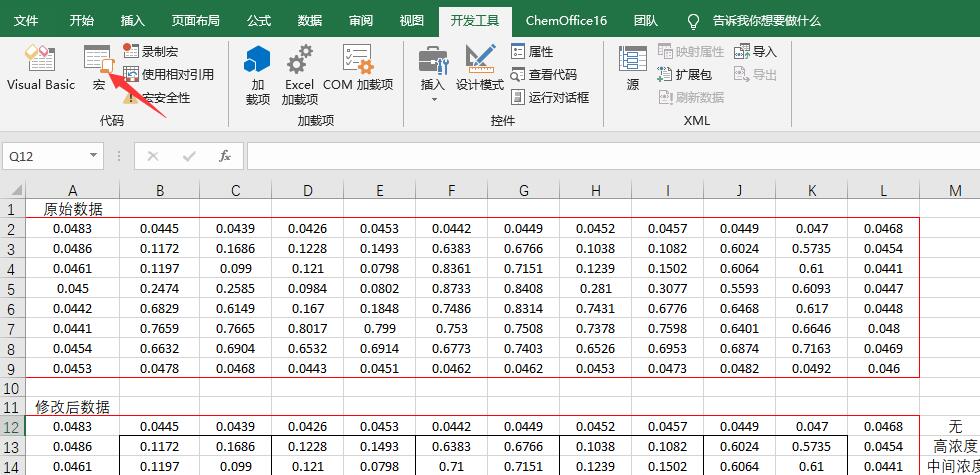 文件 开始 插入 页面布局 公式 数据 审阅 视图 开发工具 ChemOffice16 团队 告诉我你想要做什么
录制宏 属性 映射属性 导入
使用相对引用 查看代码 扩展包 导出
Visual Basic 宏 宏安全性 加载项 Excel 加载项 COM 加载项 插入 设计模式 运行对话框 源 刷新数据
代码 加载项 控件 XML
Q12 fx
A B C D E F G H I J K L M
1 原始数据
2 0.0483 0.0445 0.0439 0.0426 0.0453 0.0442 0.0449 0.0452 0.0457 0.0449 0.047 0.0468
3 0.0486 0.1172 0.1686 0.1228 0.1493 0.6383 0.6766 0.1038 0.1082 0.6024 0.5735 0.0454
4 0.0461 0.1197 0.099 0.121 0.0798 0.8361 0.7151 0.1239 0.1502 0.6064 0.61 0.0441
5 0.045 0.2474 0.2585 0.0984 0.0802 0.8733 0.8408 0.281 0.3077 0.5593 0.6093 0.0447
6 0.0442 0.6829 0.6149 0.167 0.1848 0.7486 0.8314 0.7431 0.6776 0.6468 0.617 0.0448
7 0.0441 0.7659 0.7665 0.8017 0.799 0.753 0.7508 0.7378 0.7598 0.6401 0.6646 0.048
8 0.0454 0.6632 0.6904 0.6532 0.6914 0.6773 0.7403 0.6526 0.6953 0.6874 0.7163 0.0469
9 0.0453 0.0478 0.0468 0.0443 0.0451 0.0462 0.0462 0.0453 0.0473 0.0482 0.0492 0.046
10
11 修改后数据
12 0.0483 0.0445 0.0439 0.0426 0.0453 0.0442 0.0449 0.0452 0.0457 0.0449 0.047 0.0468 无
13 0.0486 0.1172 0.1686 0.1228 0.1493 0.6383 0.6766 0.1038 0.1082 0.6024 0.5735 0.0454 高浓度
14 0.0461 0.1197 0.099 0.121 0.0798 0.71 0.7151 0.1239 0.1502 0.6064 0.61 0.0441 中间浓度